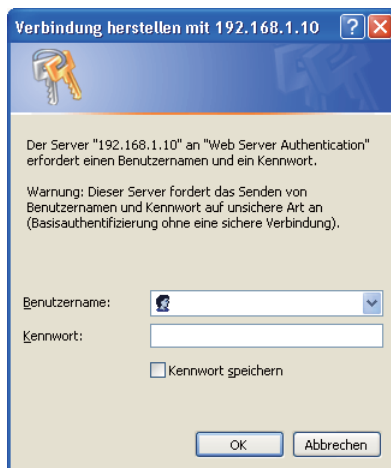 Verbindung herstellen mit 192.168.1.10
Der Server "192.168.1.10" an "Web Server Authentication"
erfordert einen Benutzernamen und ein Kennwort.
Warnung: Dieser Server fordert das Senden von
Benutzernamen und Kennwort auf unsichere Art an
(Basisauthentifizierung ohne eine sichere Verbindung).
Benutzername:
Kennwort:
Kennwort speichern
OK Abbrechen